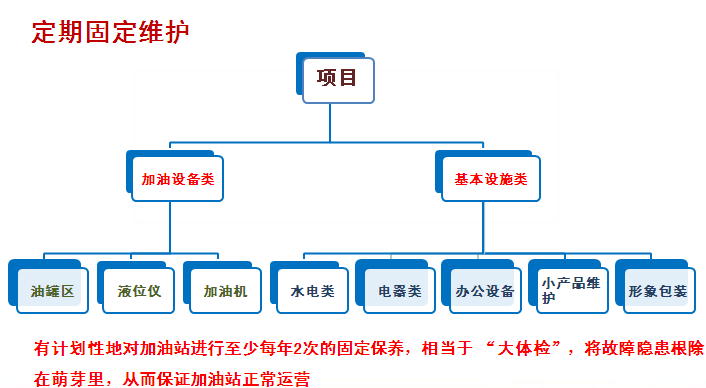 定期固定维护
项目
加油设备类
基本设施类
油罐区
液位仪
加油机
水电类
电器类
办公设备
小产品维
护
形象包装
有计划性地对加油站进行至少每年2次的固定保养，相当于 “大体检”，将故障隐患根除
在萌芽里，从而保证加油站正常运营